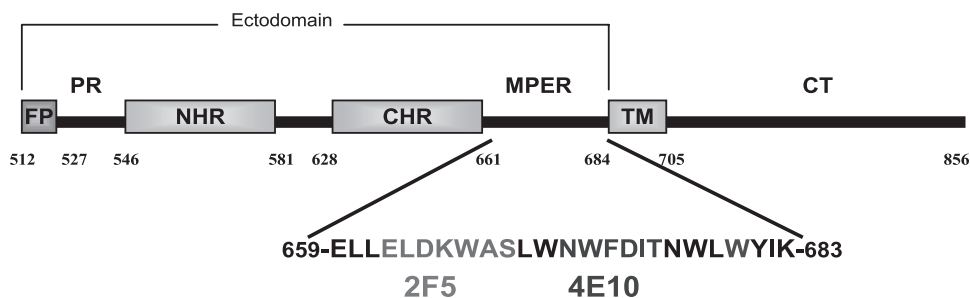 Ectodomain
PR MPER CT
FP NHR CHR TM
512 527 546 581 628 661 684 705 856
659-ELLELDKWASLWNWFDITNWLWYIK-683
2F5 4E10